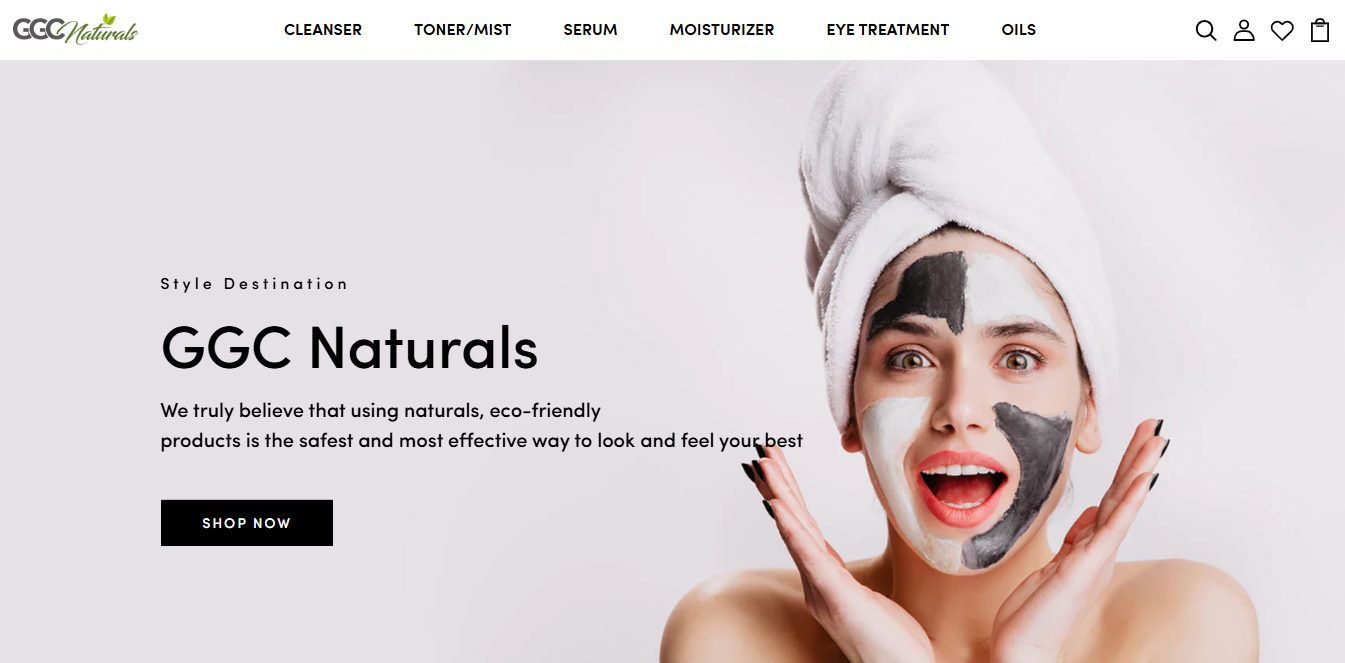 GGC Naturals
CLEANSER TONER/MIST SERUM MOISTURIZER EYE TREATMENT OILS
Style Destination
GGC Naturals
We truly believe that using naturals, eco-friendly
products is the safest and most effective way to look and feel your best
SHOP NOW